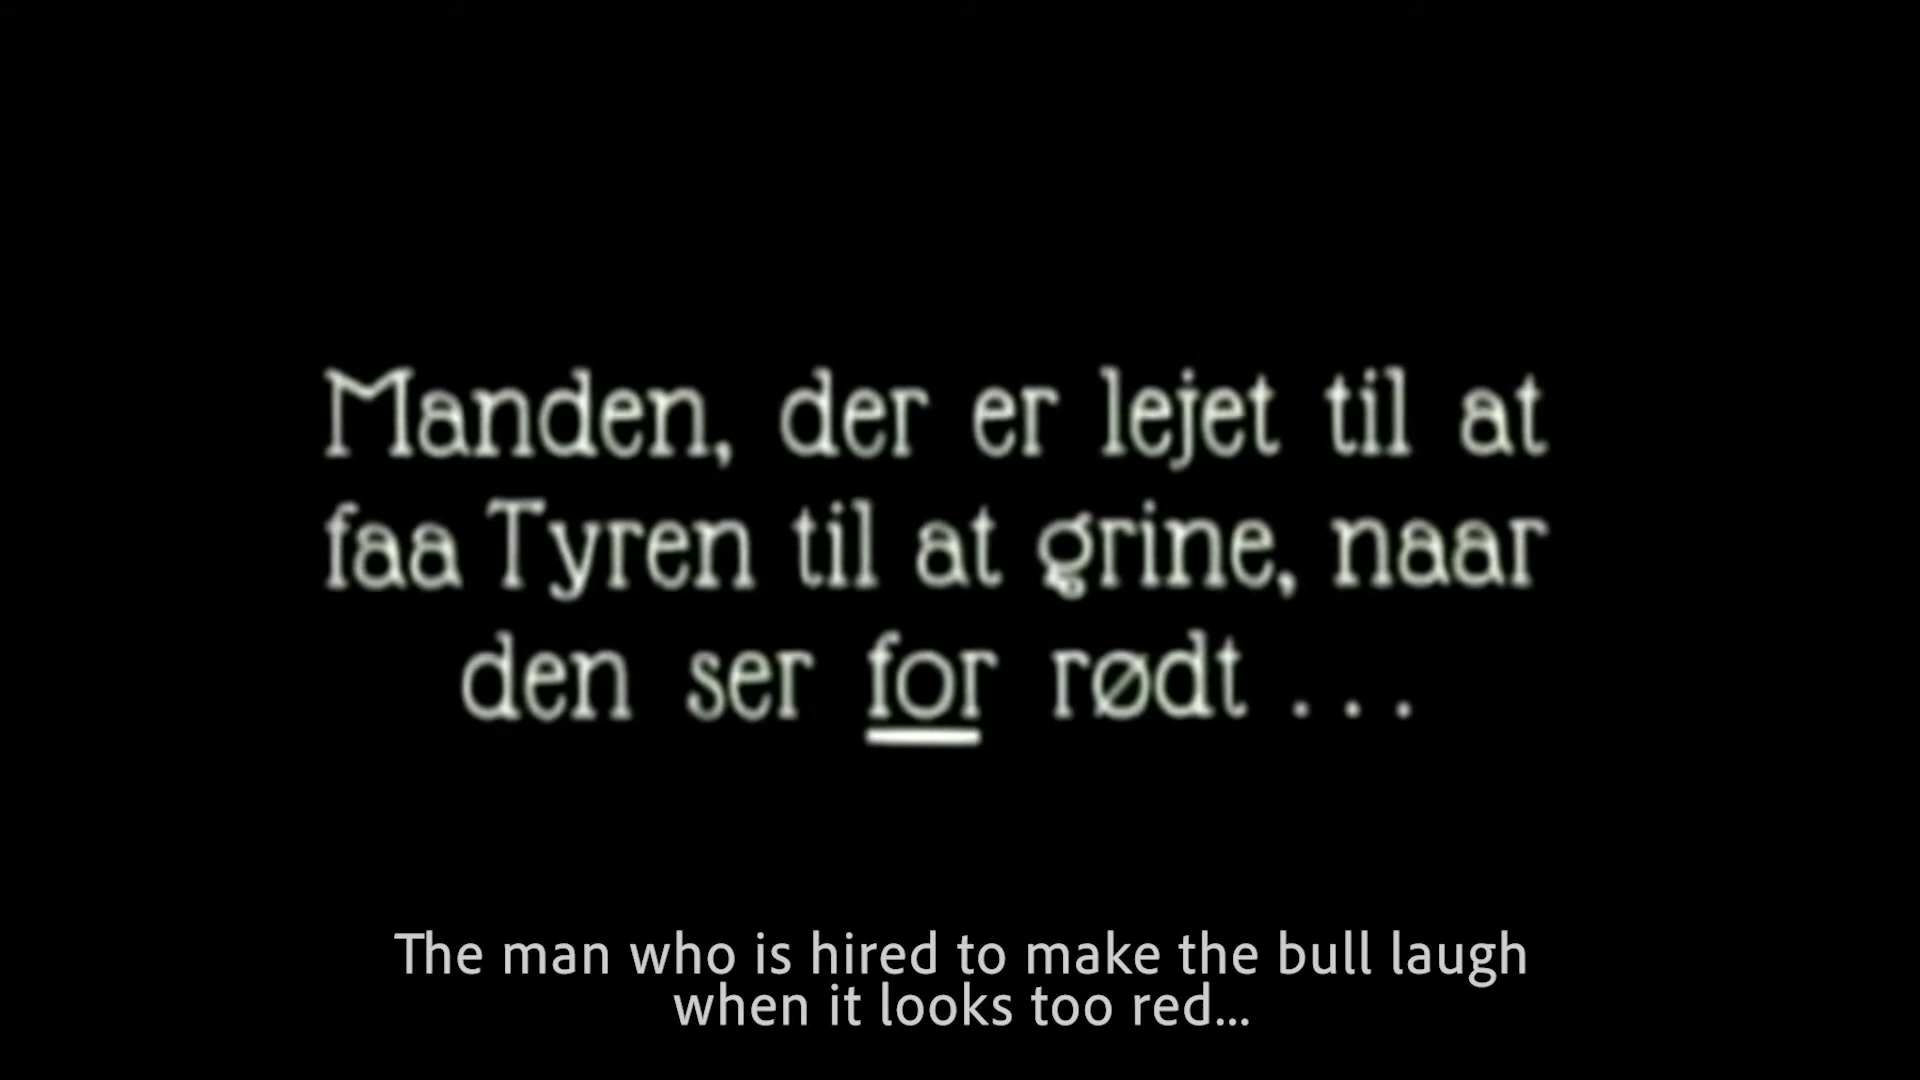 Manden, der er lejet til at
faa Tyren til at grine, naar
den ser for rødt ...
The man who is hired to make the bull laugh
when it looks too red...